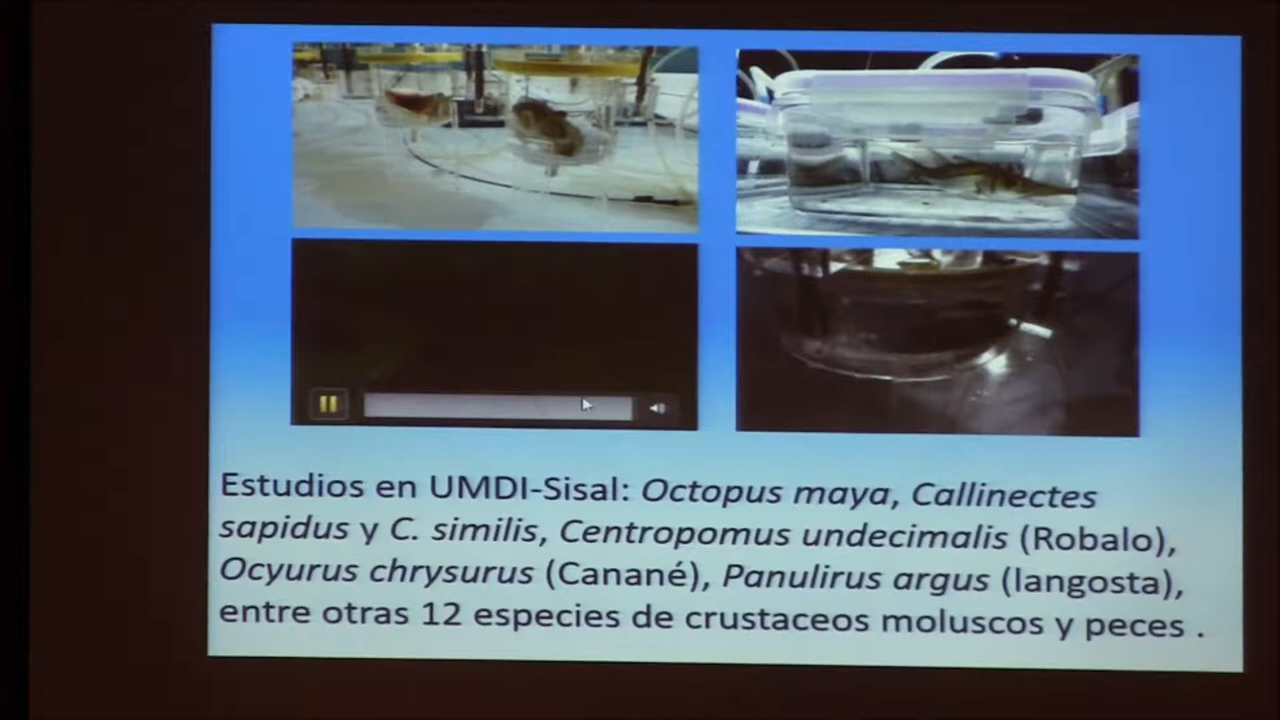 Estudios en UMDI-Sisal: Octopus maya, Callinectes
sapidus y C. similis, Centropomus undecimalis (Robalo),
Ocyurus chrysurus (Canané), Panulirus argus (langosta),
entre otras 12 especies de crustaceos moluscos y peces .